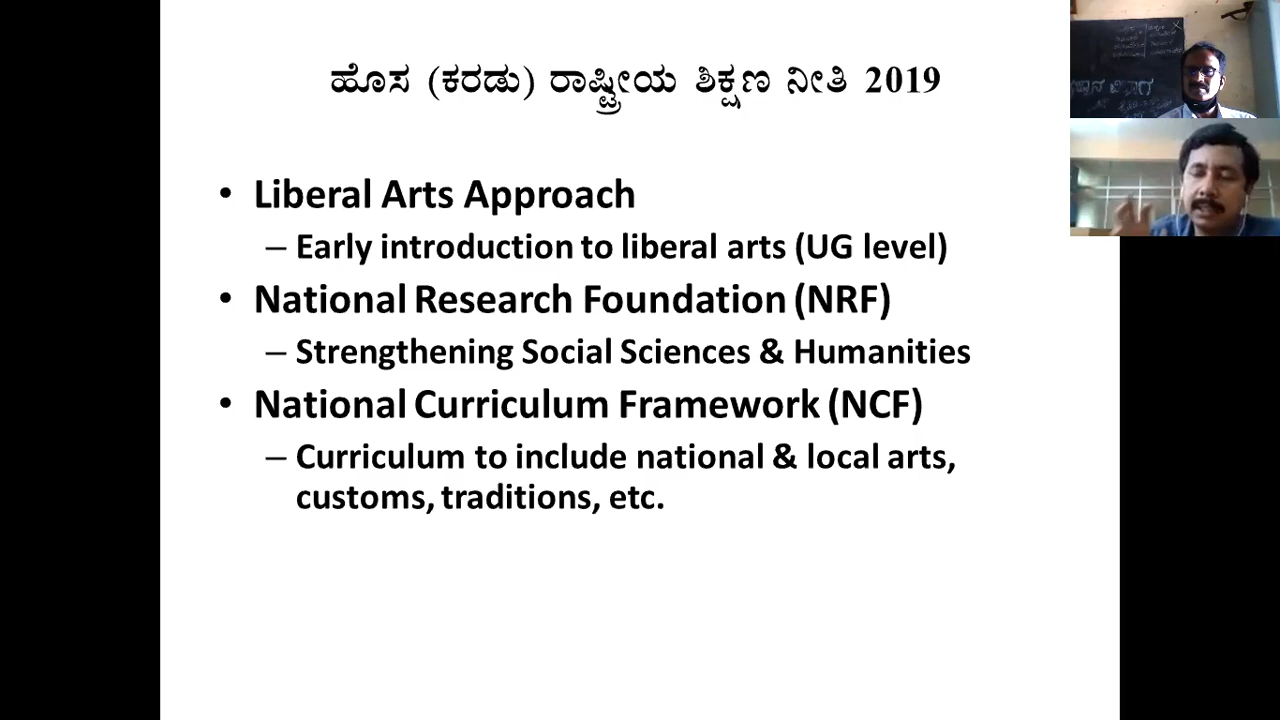 ಹೊಸ (ಕರಡು) ರಾಷ್ಟ್ರೀಯ ಶಿಕ್ಷಣ ನೀತಿ 2019
• Liberal Arts Approach
– Early introduction to liberal arts (UG level)
• National Research Foundation (NRF)
– Strengthening Social Sciences & Humanities
• National Curriculum Framework (NCF)
– Curriculum to include national & local arts,
customs, traditions, etc.